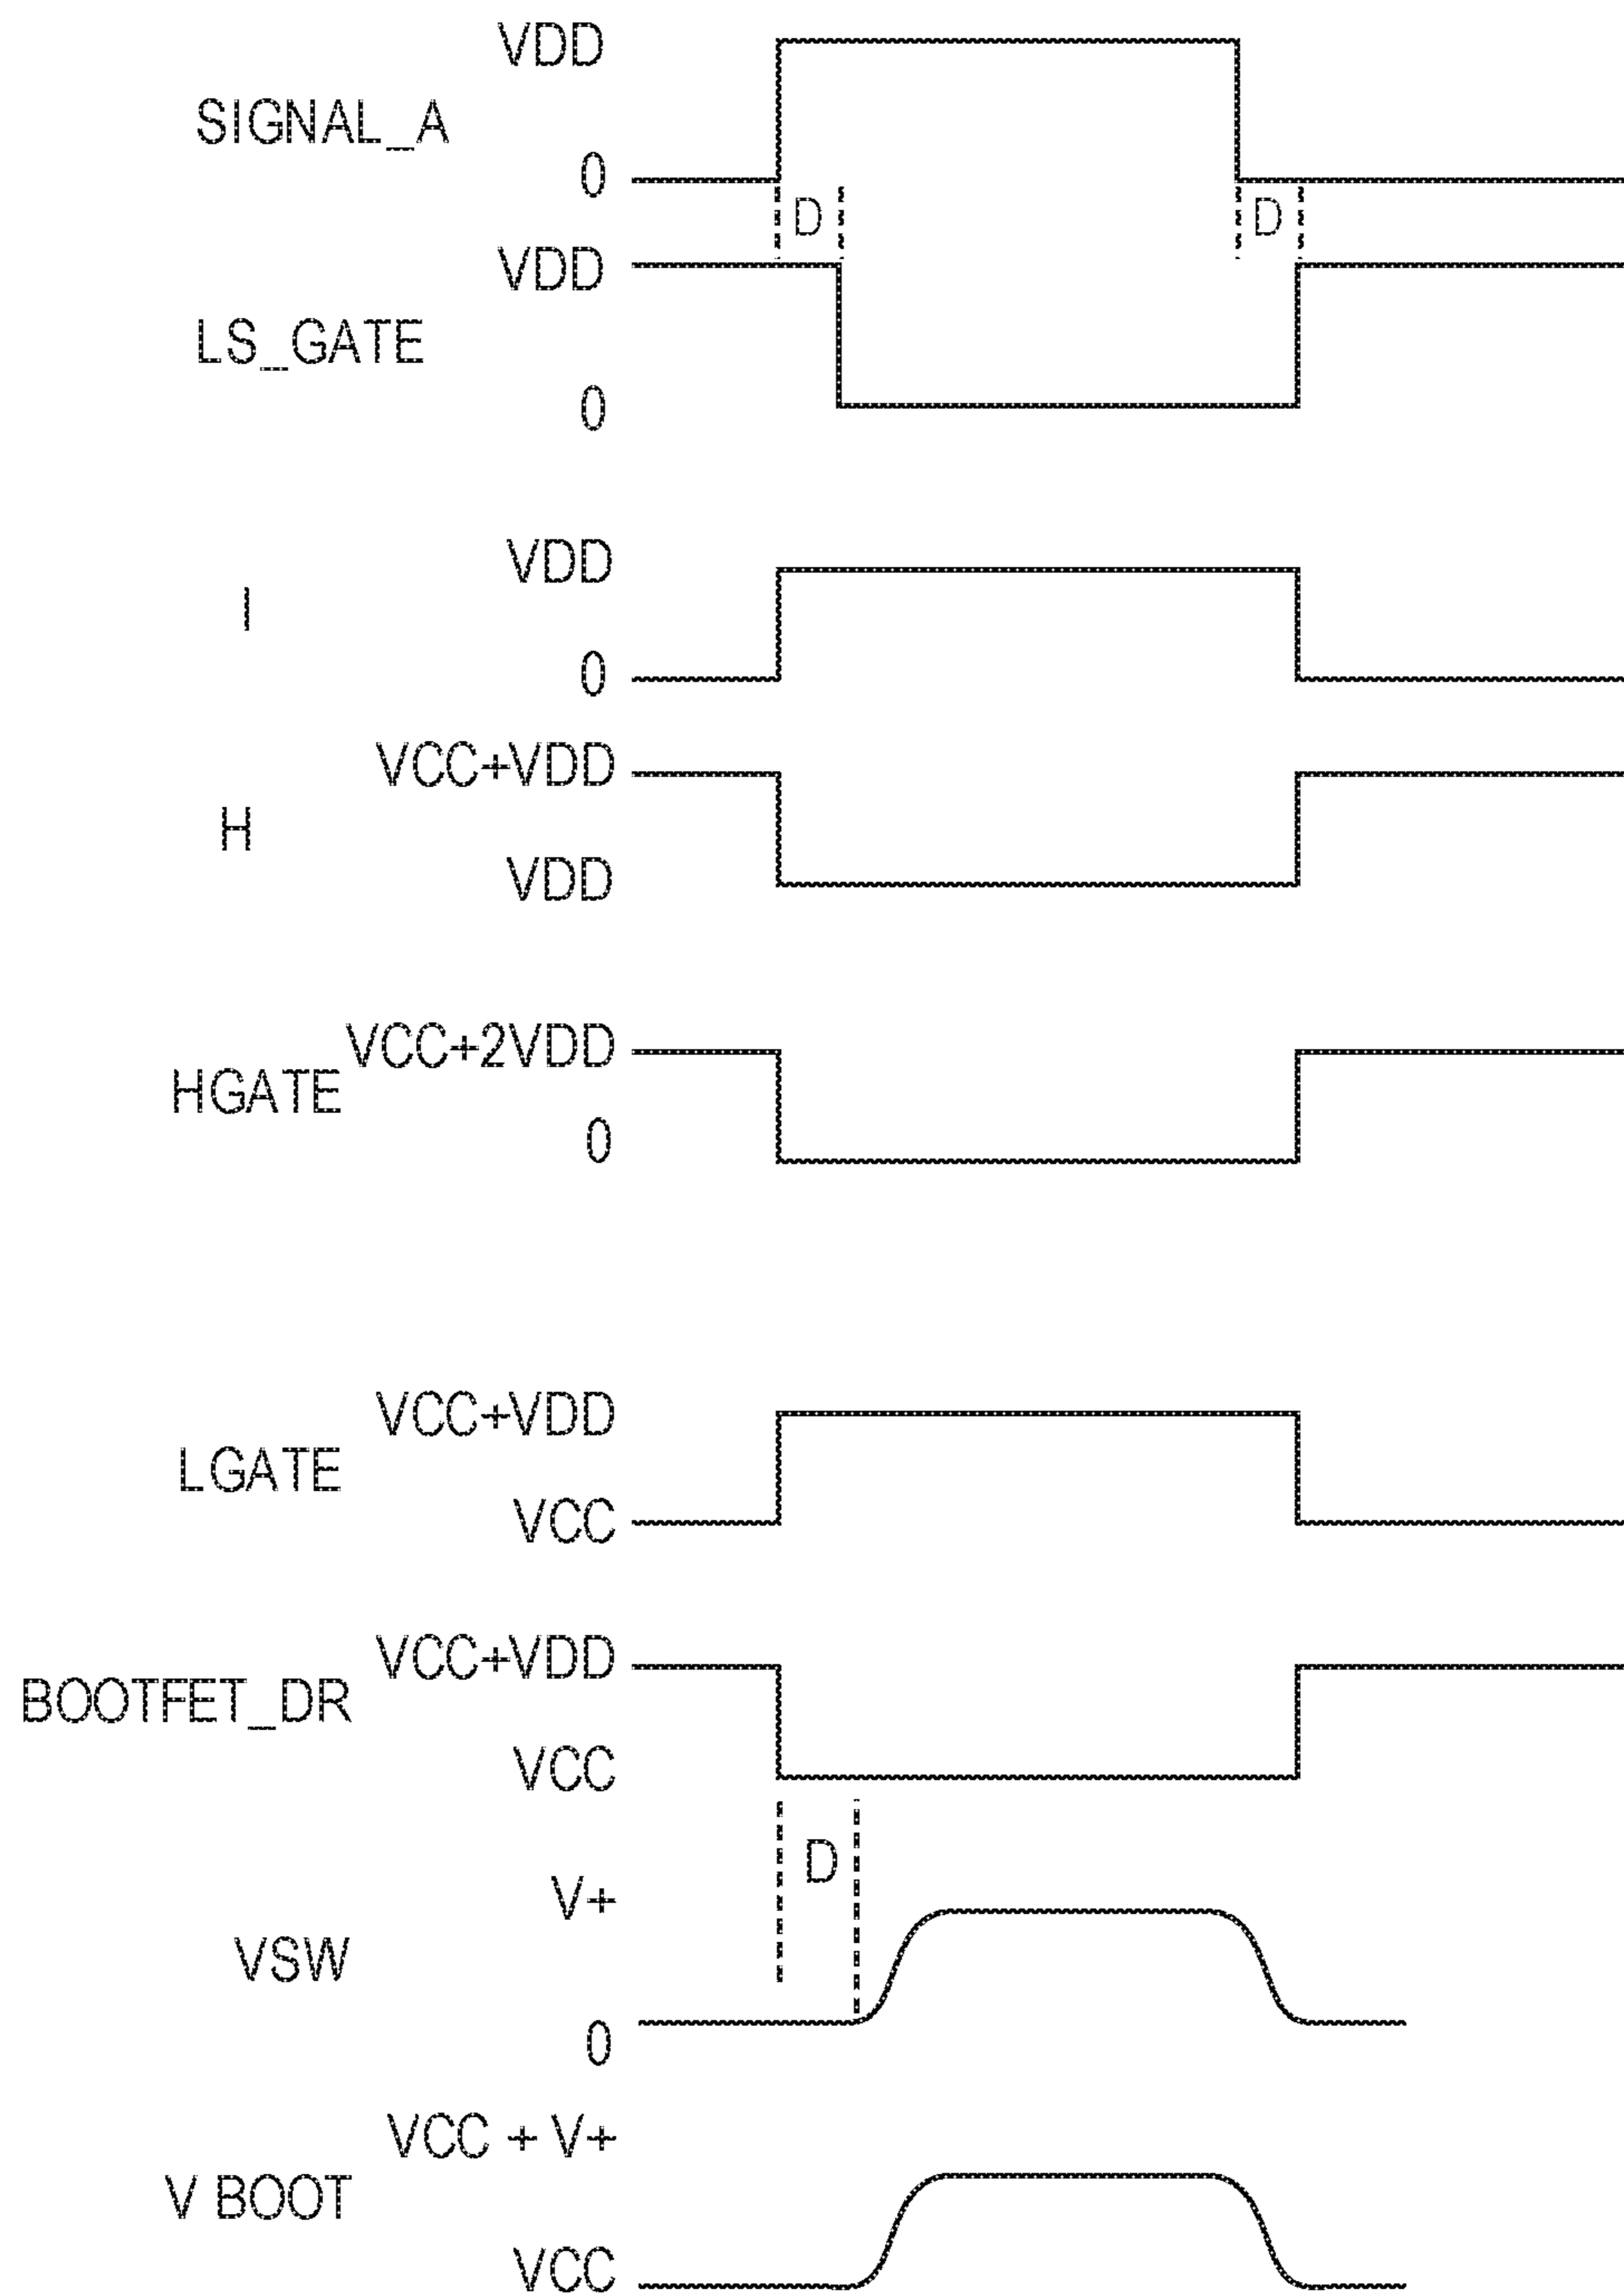 VDD
SIGNAL_A
0
D
D
VDD
LS_GATE
0
VDD
I
0
VCC+VDD
H
VDD
VCC+2VDD
HGATE
0
VCC+VDD
LGATE
VCC
VCC+VDD
BOOTFET_DR
VCC
D
V+
VSW
0
VCC + V+
V BOOT
VCC